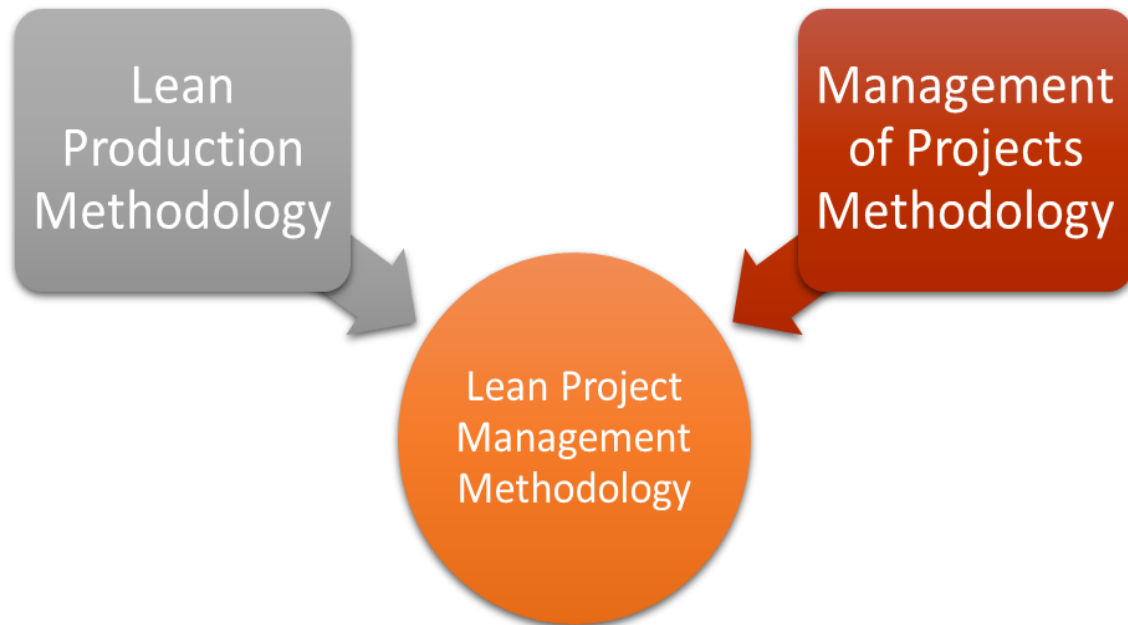 Lean
Production
Methodology
Management
of Projects
Methodology
Lean Project
Management
Methodology